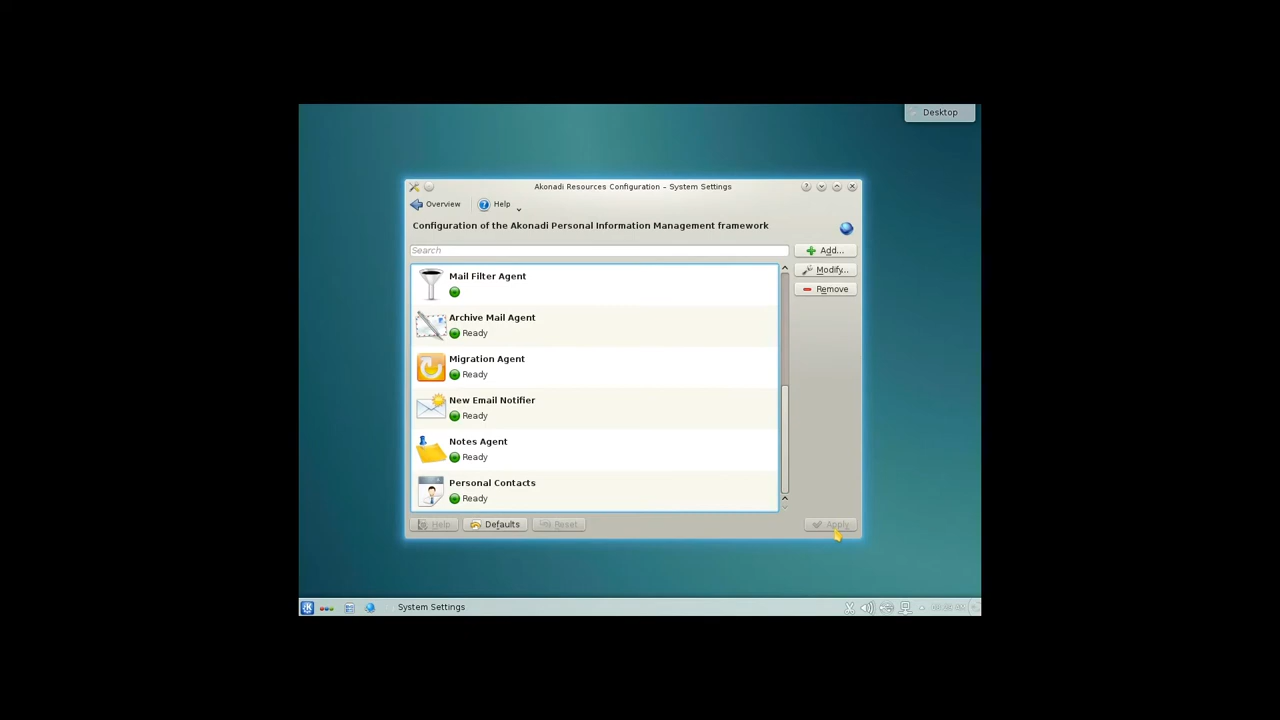 Desktop
Akonadi Resources Configuration – System Settings
Overview
Help
Configuration of the Akonadi Personal Information Management framework
Search
Add...
Modify...
Remove
Mail Filter Agent
Archive Mail Agent
Ready
Migration Agent
Ready
New Email Notifier
Ready
Notes Agent
Ready
Personal Contacts
Ready
Help
Defaults
Reset
Apply
System Settings